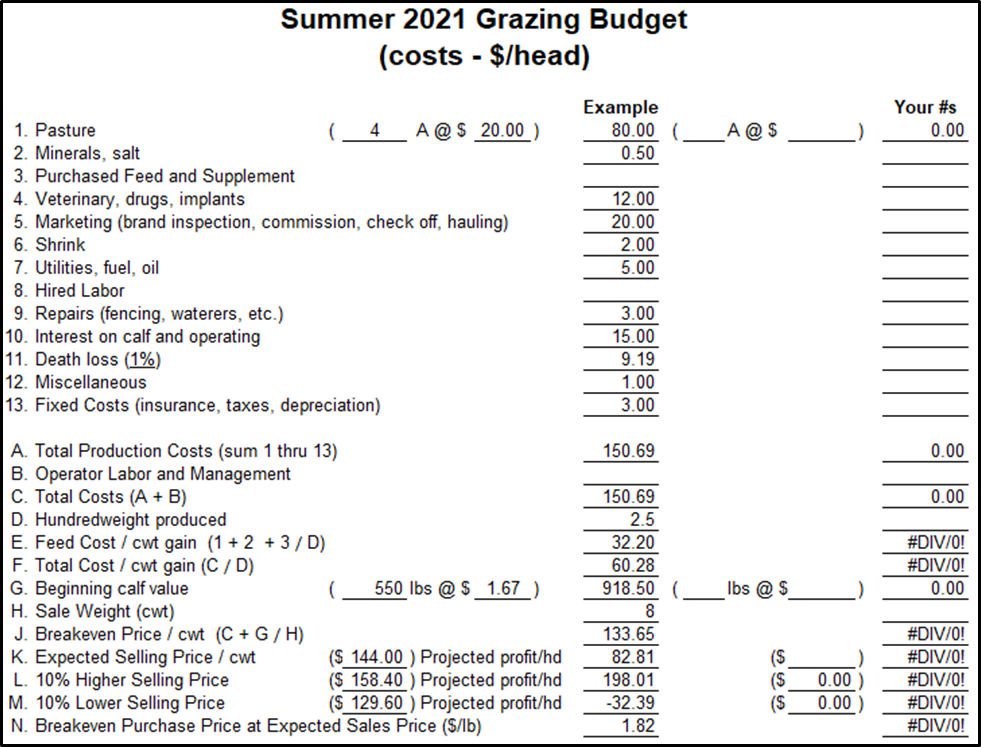 Summer 2021 Grazing Budget
(costs - $/head)
Example Your #s
1. Pasture ( 4 A @ $ 20.00 ) 80.00 ( A @ $ ) 0.00
2. Minerals, salt 0.50
3. Purchased Feed and Supplement
4. Veterinary, drugs, implants 12.00
5. Marketing (brand inspection, commission, check off, hauling) 20.00
6. Shrink 2.00
7. Utilities, fuel, oil 5.00
8. Hired Labor
9. Repairs (fencing, waterers, etc.) 3.00
10. Interest on calf and operating 15.00
11. Death loss (1%) 9.19
12. Miscellaneous 1.00
13. Fixed Costs (insurance, taxes, depreciation) 3.00
A. Total Production Costs (sum 1 thru 13) 150.69 0.00
B. Operator Labor and Management
C. Total Costs (A + B) 150.69 0.00
D. Hundredweight produced 2.5
E. Feed Cost / cwt gain (1 + 2 + 3 / D) 32.20 #DIV/0!
F. Total Cost / cwt gain (C / D) 60.28 #DIV/0!
G. Beginning calf value ( 550 lbs @ $ 1.67 ) 918.50 ( lbs @ $ ) 0.00
H. Sale Weight (cwt) 8
J. Breakeven Price / cwt (C + G / H) 133.65 #DIV/0!
K. Expected Selling Price / cwt ($ 144.00 ) Projected profit/hd 82.81 ($ ) #DIV/0!
L. 10% Higher Selling Price ($ 158.40 ) Projected profit/hd 198.01 ($ 0.00 ) #DIV/0!
M. 10% Lower Selling Price ($ 129.60 ) Projected profit/hd -32.39 ($ 0.00 ) #DIV/0!
N. Breakeven Purchase Price at Expected Sales Price ($/lb) 1.82 #DIV/0!